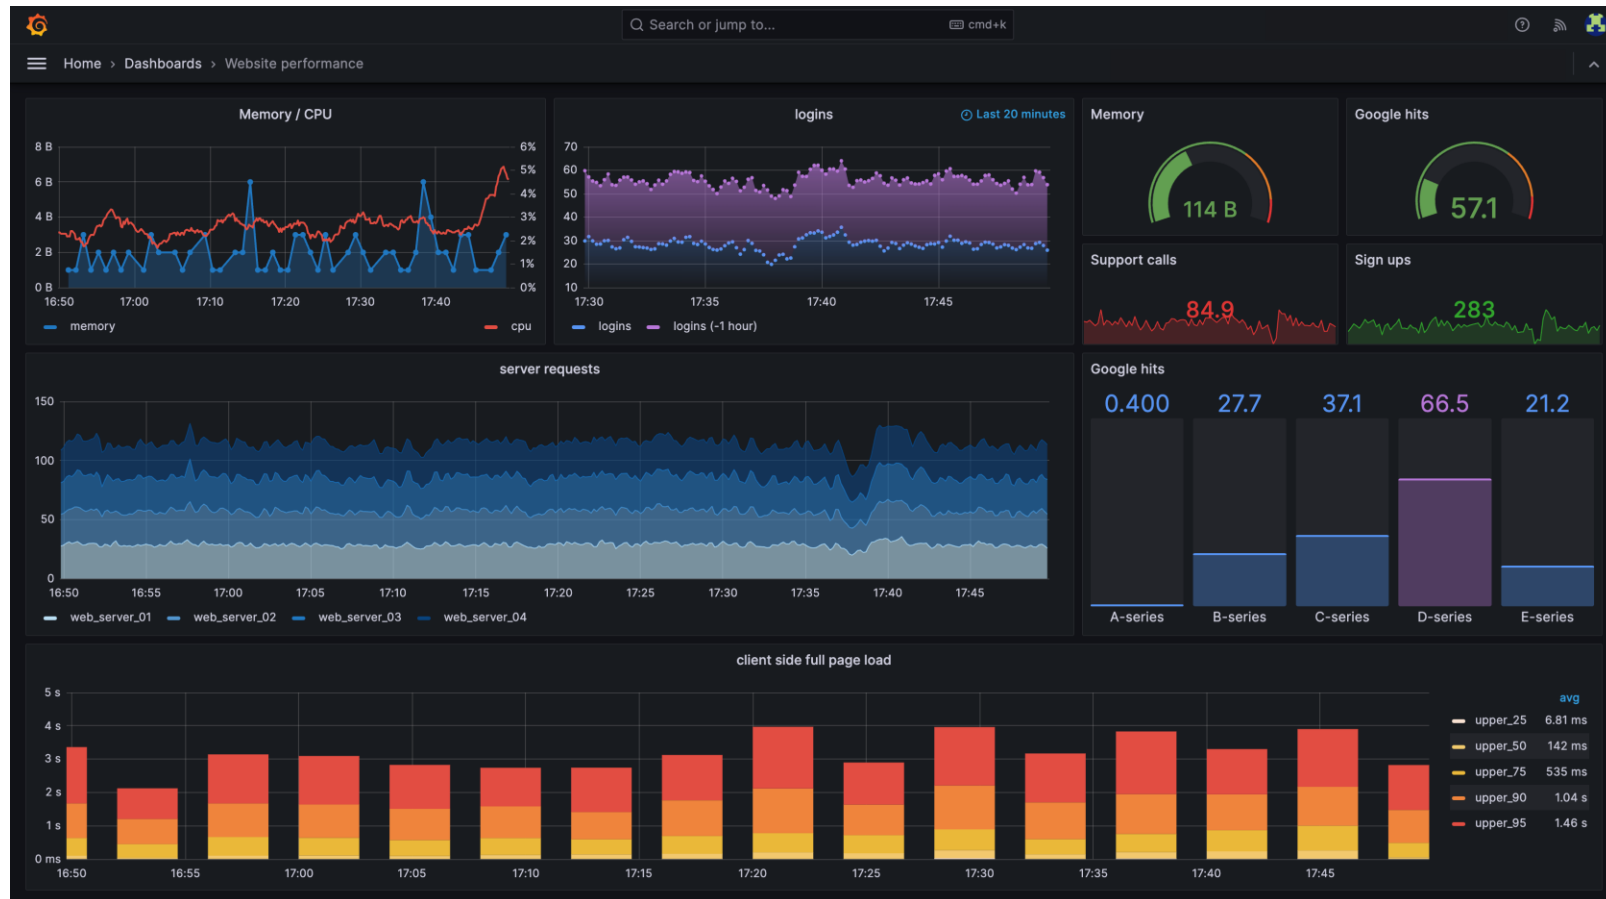 Search or jump to... cmd+k
Home › Dashboards › Website performance
Memory / CPU
8 B
6 B
4 B
2 B
0 B
6%
5%
4%
3%
2%
1%
0%
16:50 17:00 17:10 17:20 17:30 17:40
memory cpu
logins Last 20 minutes
70
60
50
40
30
20
10
17:30 17:35 17:40 17:45
logins logins (-1 hour)
Memory
114 B
Google hits
57.1
Support calls
84.9
Sign ups
283
server requests
150
100
50
0
16:50 16:55 17:00 17:05 17:10 17:15 17:20 17:25 17:30 17:35 17:40 17:45
web_server_01 web_server_02 web_server_03 web_server_04
Google hits
0.400 27.7 37.1 66.5 21.2
A-series B-series C-series D-series E-series
client side full page load
5 s
4 s
3 s
2 s
1 s
0 ms
16:50 16:55 17:00 17:05 17:10 17:15 17:20 17:25 17:30 17:35 17:40 17:45
avg
upper_25 6.81 ms
upper_50 142 ms
upper_75 535 ms
upper_90 1.04 s
upper_95 1.46 s